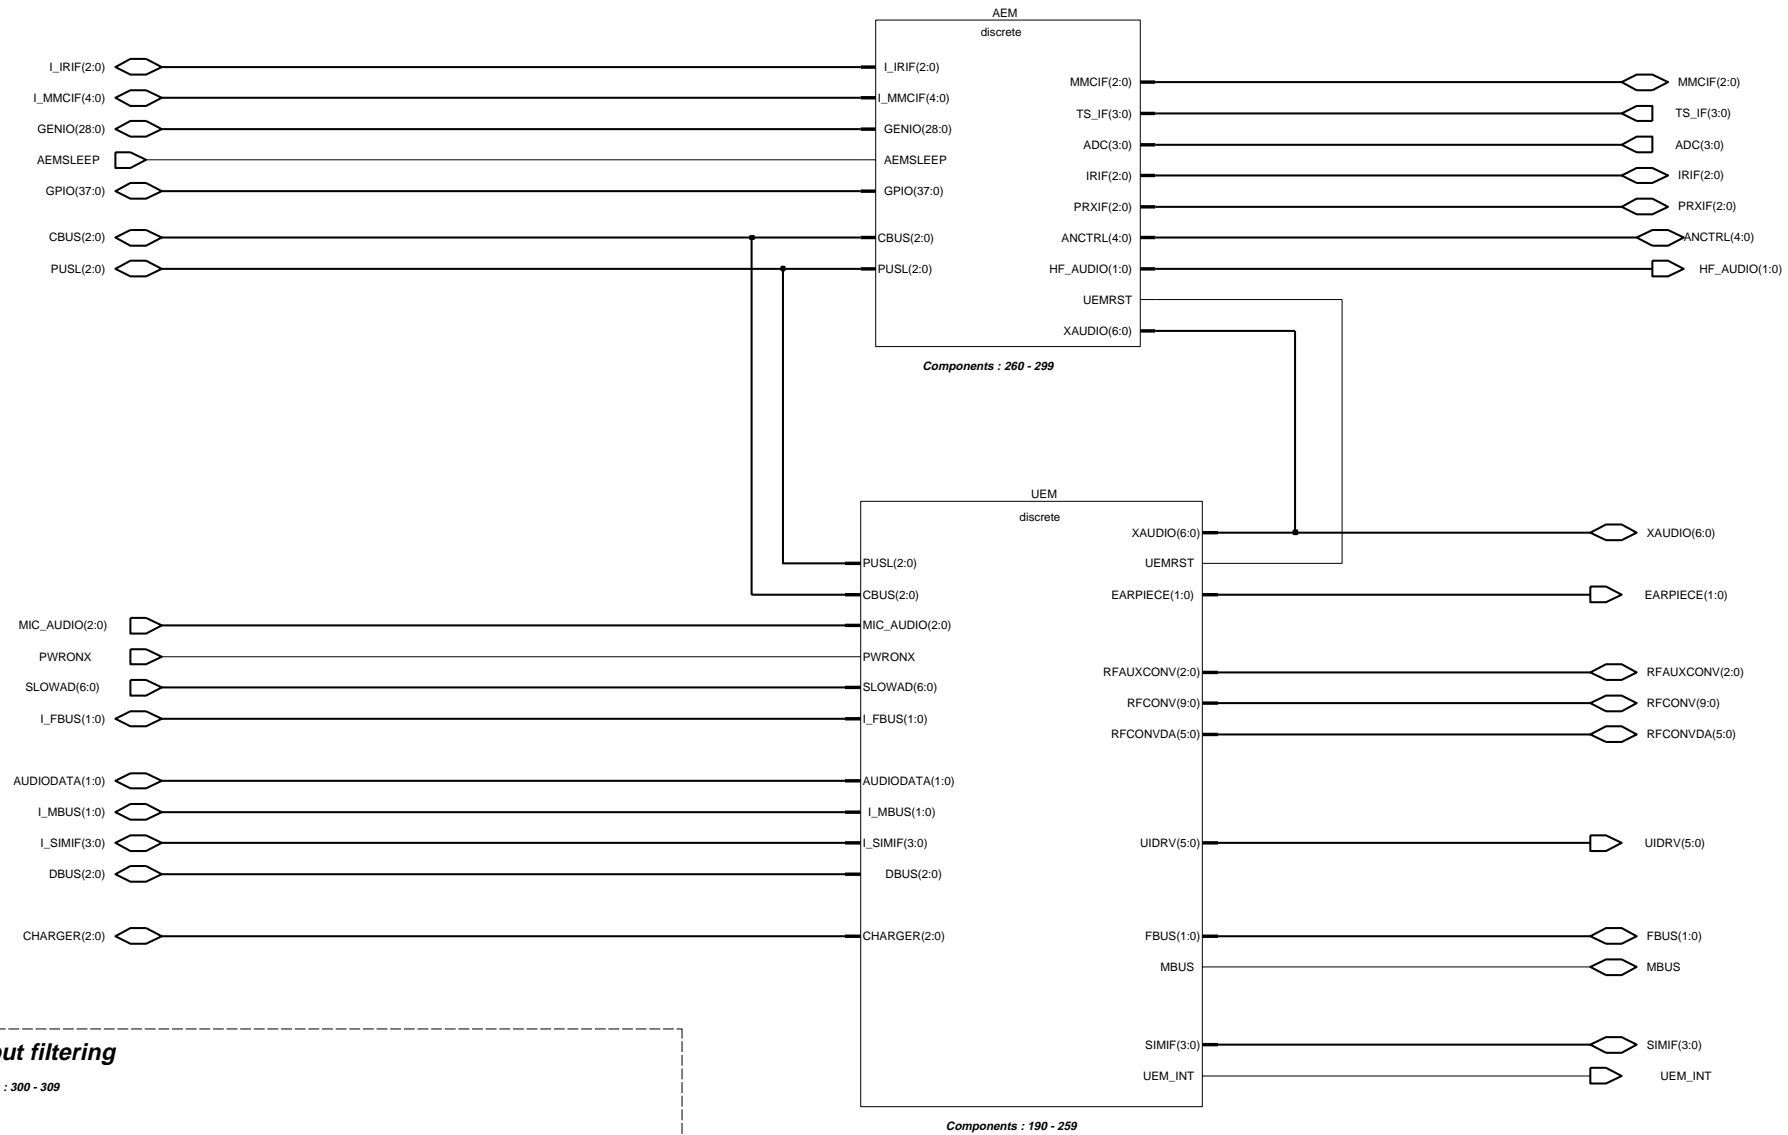 AEM
discrete
I_IRIF(2:0)
I_MMCIF(4:0)
GENIO(28:0)
AEMSLEEP
GPIO(37:0)
CBUS(2:0)
PUSL(2:0)
I_IRIF(2:0)
I_MMCIF(4:0)
GENIO(28:0)
AEMSLEEP
GPIO(37:0)
CBUS(2:0)
PUSL(2:0)
MMCIF(2:0)
TS_IF(3:0)
ADC(3:0)
IRIF(2:0)
PRXIF(2:0)
ANCTRL(4:0)
HF_AUDIO(1:0)
UEMRST
XAUDIO(6:0)
MMCIF(2:0)
TS_IF(3:0)
ADC(3:0)
IRIF(2:0)
PRXIF(2:0)
ANCTRL(4:0)
HF_AUDIO(1:0)
Components : 260 - 299
UEM
discrete
MIC_AUDIO(2:0)
PWRONX
SLOWAD(6:0)
I_FBUS(1:0)
AUDIODATA(1:0)
I_MBUS(1:0)
I_SIMIF(3:0)
DBUS(2:0)
CHARGER(2:0)
PUSL(2:0)
CBUS(2:0)
MIC_AUDIO(2:0)
PWRONX
SLOWAD(6:0)
I_FBUS(1:0)
AUDIODATA(1:0)
I_MBUS(1:0)
I_SIMIF(3:0)
DBUS(2:0)
CHARGER(2:0)
XAUDIO(6:0)
UEMRST
EARPIECE(1:0)
RFAUXCONV(2:0)
RFCONV(9:0)
RFCONVDA(5:0)
UIDRV(5:0)
FBUS(1:0)
MBUS
SIMIF(3:0)
UEM_INT
XAUDIO(6:0)
EARPIECE(1:0)
RFAUXCONV(2:0)
RFCONV(9:0)
RFCONVDA(5:0)
UIDRV(5:0)
FBUS(1:0)
MBUS
SIMIF(3:0)
UEM_INT
Components : 190 - 259
filtering
: 300 - 309